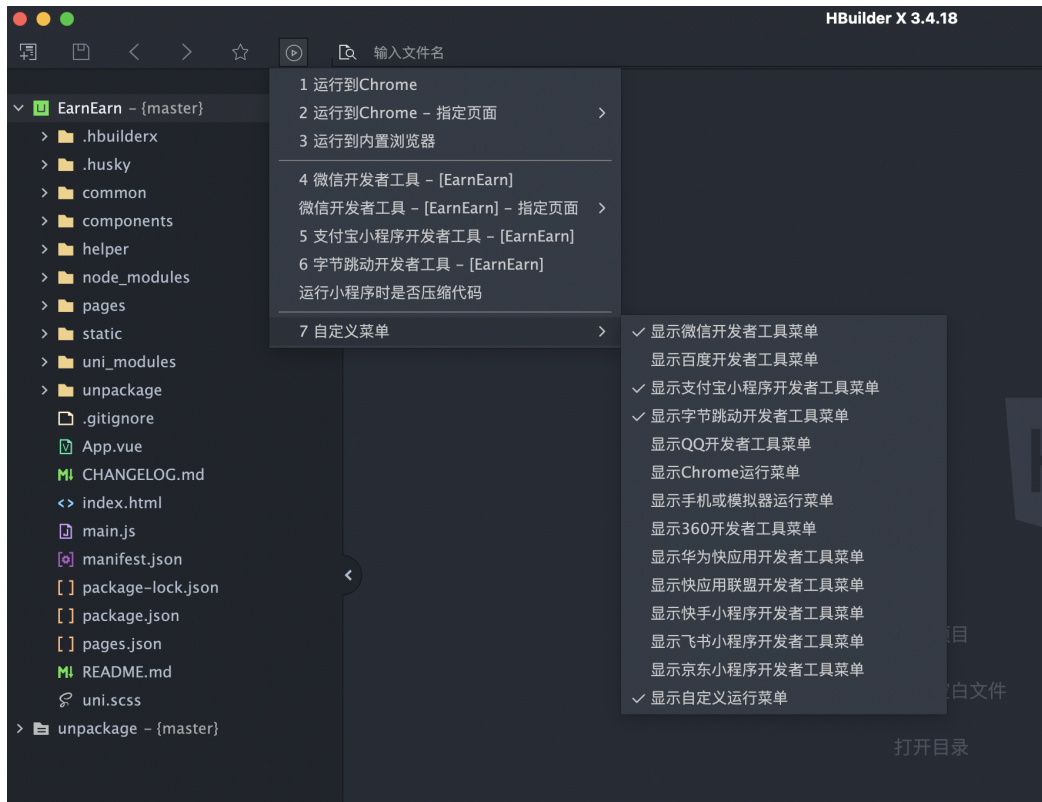 HBuilder X 3.4.18
输入文件名
EarnEarn - {master}
.hbuilderx
.husky
common
components
helper
node_modules
pages
static
uni_modules
unpackage
.gitignore
App.vue
CHANGELOG.md
index.html
main.js
manifest.json
package-lock.json
package.json
pages.json
README.md
uni.scss
unpackage - {master}
1 运行到Chrome
2 运行到Chrome - 指定页面
3 运行到内置浏览器
4 微信开发者工具 - [EarnEarn]
微信开发者工具 - [EarnEarn] - 指定页面
5 支付宝小程序开发者工具 - [EarnEarn]
6 字节跳动开发者工具 - [EarnEarn]
运行小程序时是否压缩代码
7 自定义菜单
显示微信开发者工具菜单
显示百度开发者工具菜单
显示支付宝小程序开发者工具菜单
显示字节跳动开发者工具菜单
显示QQ开发者工具菜单
显示Chrome运行菜单
显示手机或模拟器运行菜单
显示360开发者工具菜单
显示华为快应用开发者工具菜单
显示快应用联盟开发者工具菜单
显示快手小程序开发者工具菜单
显示飞书小程序开发者工具菜单
显示京东小程序开发者工具菜单
显示自定义运行菜单
目
白文件
打开目录